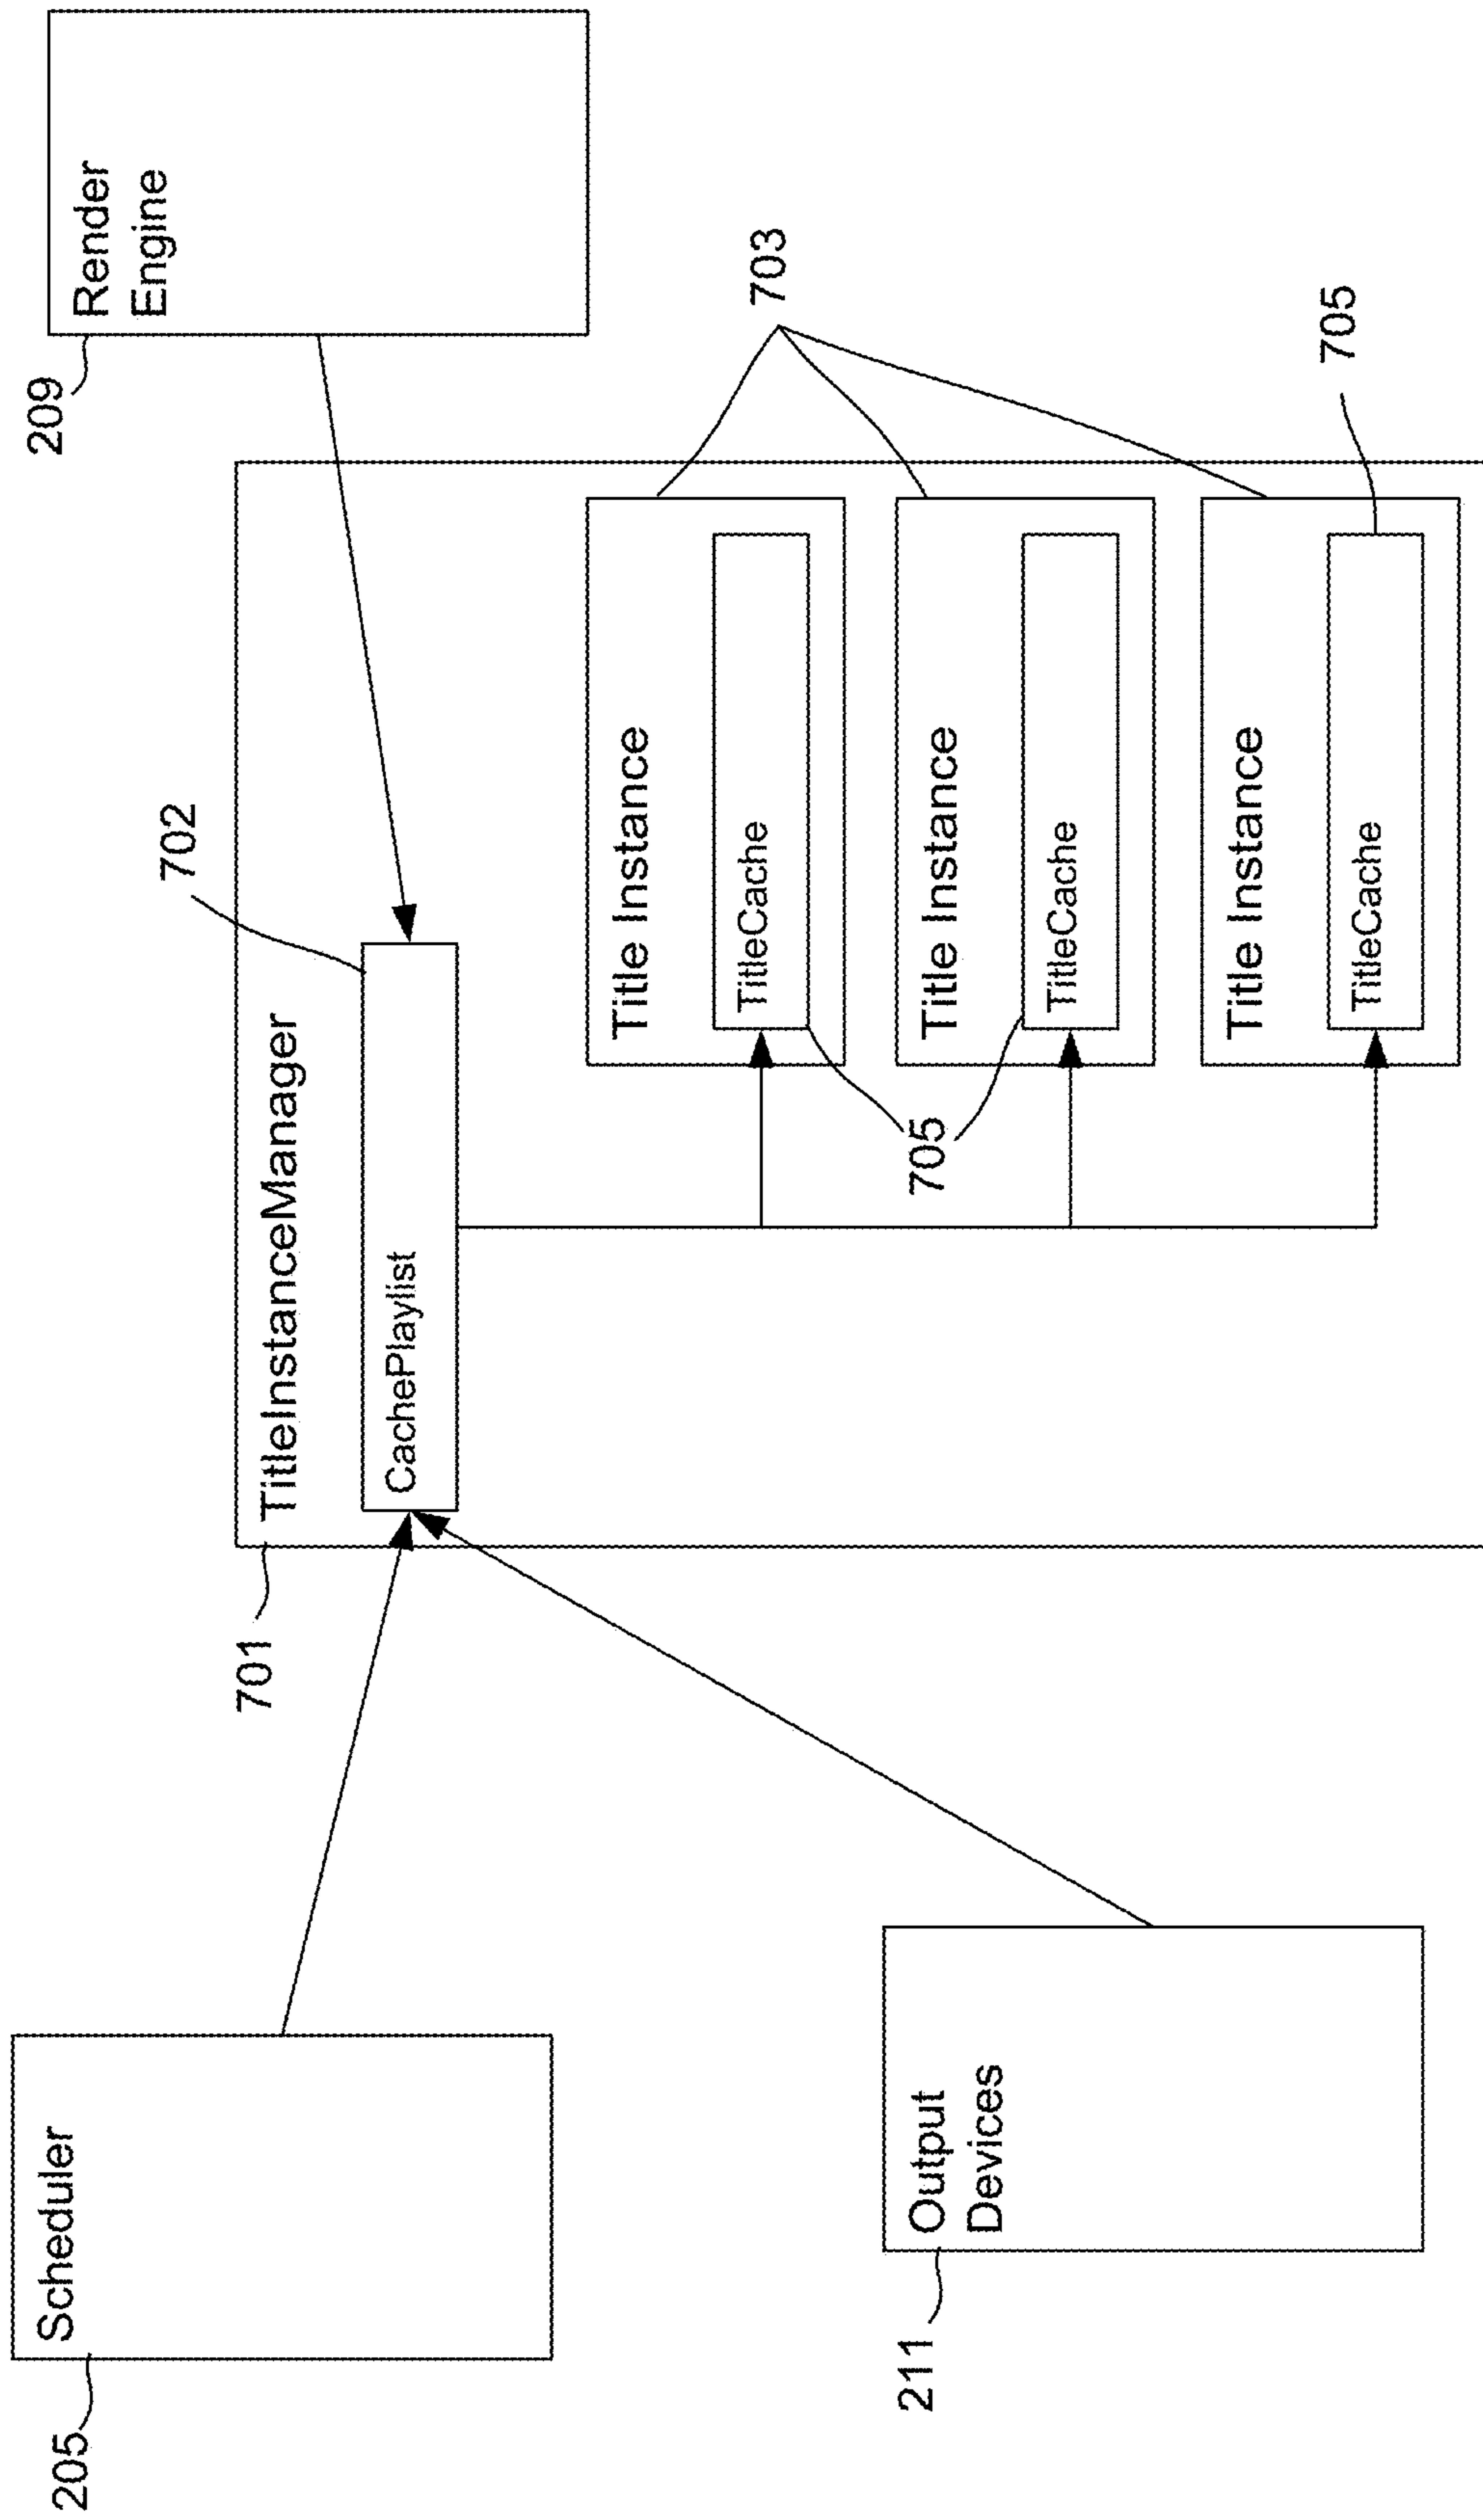 205
Scheduler
211
Output
Devices
701
TitleInstanceManager
702
CachePlaylist
Title Instance
TitleCache
705
Title Instance
TitleCache
Title Instance
TitleCache
705
703
209
Render
Engine